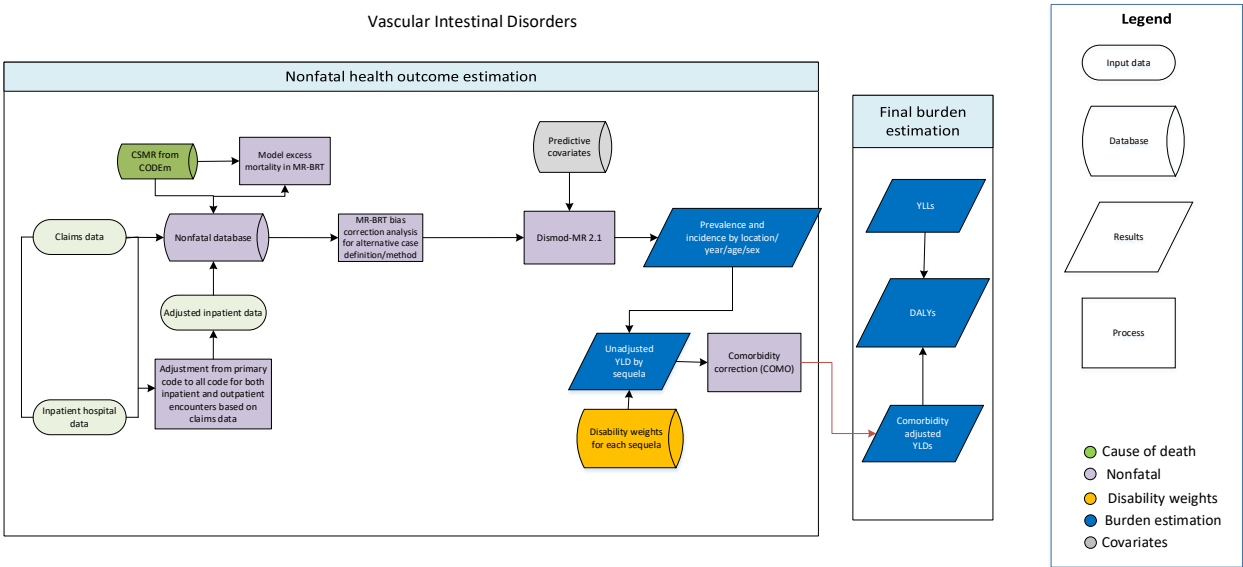 Vascular Intestinal Disorders
Nonfatal health outcome estimation
CSMR from
CODEm
Model excess
mortality in MR-BRT
Predictive
covariates
Claims data
Nonfatal database
MR-BRT bias
correction analysis
for alternative case
definition/method
Dismod-MR 2.1
Prevalence and
incidence by location/
year/age/sex
Adjusted inpatient data
Adjustment from primary
code to all code for both
inpatient and outpatient
encounters based on
claims data
Inpatient hospital
data
Unadjusted
YLD by
sequela
Comorbidity
correction (COMO)
Disability weights
for each sequela
Final burden
estimation
YLLs
DALYs
Comorbidity
adjusted
YLDs
Legend
Input data
Database
Results
Process
Cause of death
Nonfatal
Disability weights
Burden estimation
Covariates